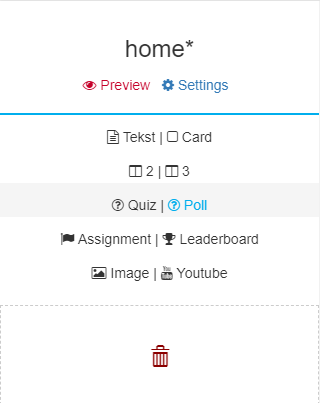 home*
Preview Settings
Tekst | Card
2 | 3
Quiz | Poll
Assignment | Leaderboard
Image | Youtube